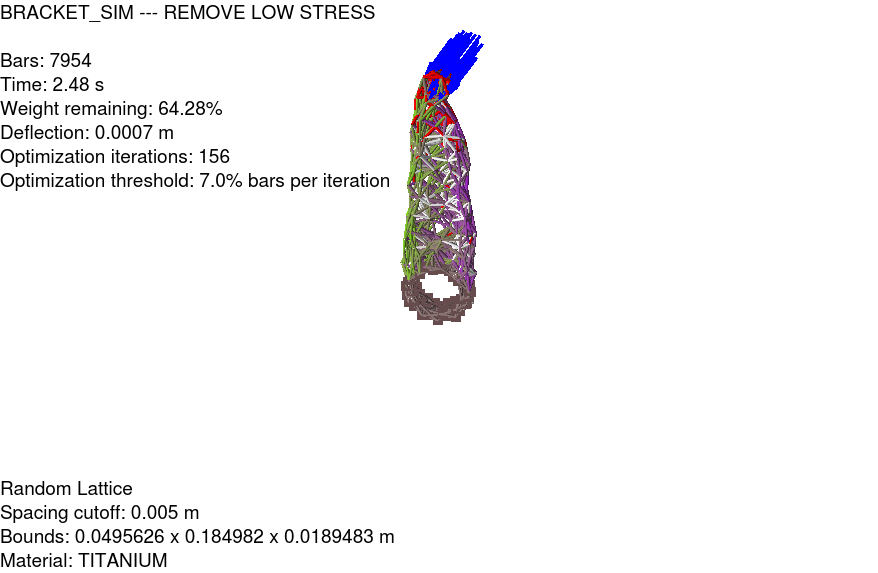 BRACKET_SIM --- REMOVE LOW STRESS
Bars: 7954
Time: 2.48 s
Weight remaining: 64.28%
Deflection: 0.0007 m
Optimization iterations: 156
Optimization threshold: 7.0% bars per iteration
Random Lattice
Spacing cutoff: 0.005 m
Bounds: 0.0495626 x 0.184982 x 0.0189483 m
Material: TITANIUM